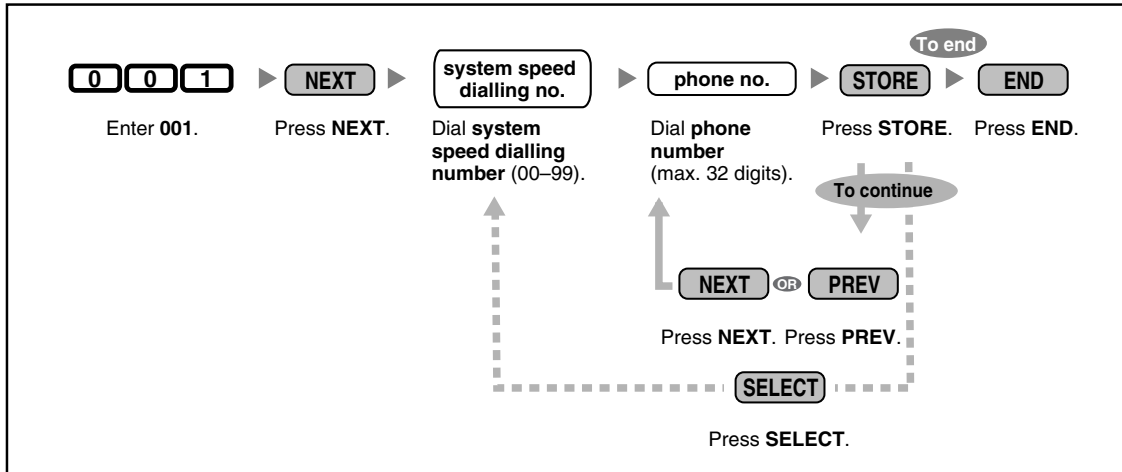 To end
0 0 1 NEXT system speed dialling no. phone no. STORE END
Enter 001. Press NEXT. Dial system speed dialling number (00–99). Dial phone number (max. 32 digits). Press STORE. Press END.
To continue
NEXT OR PREV
Press NEXT. Press PREV.
SELECT
Press SELECT.